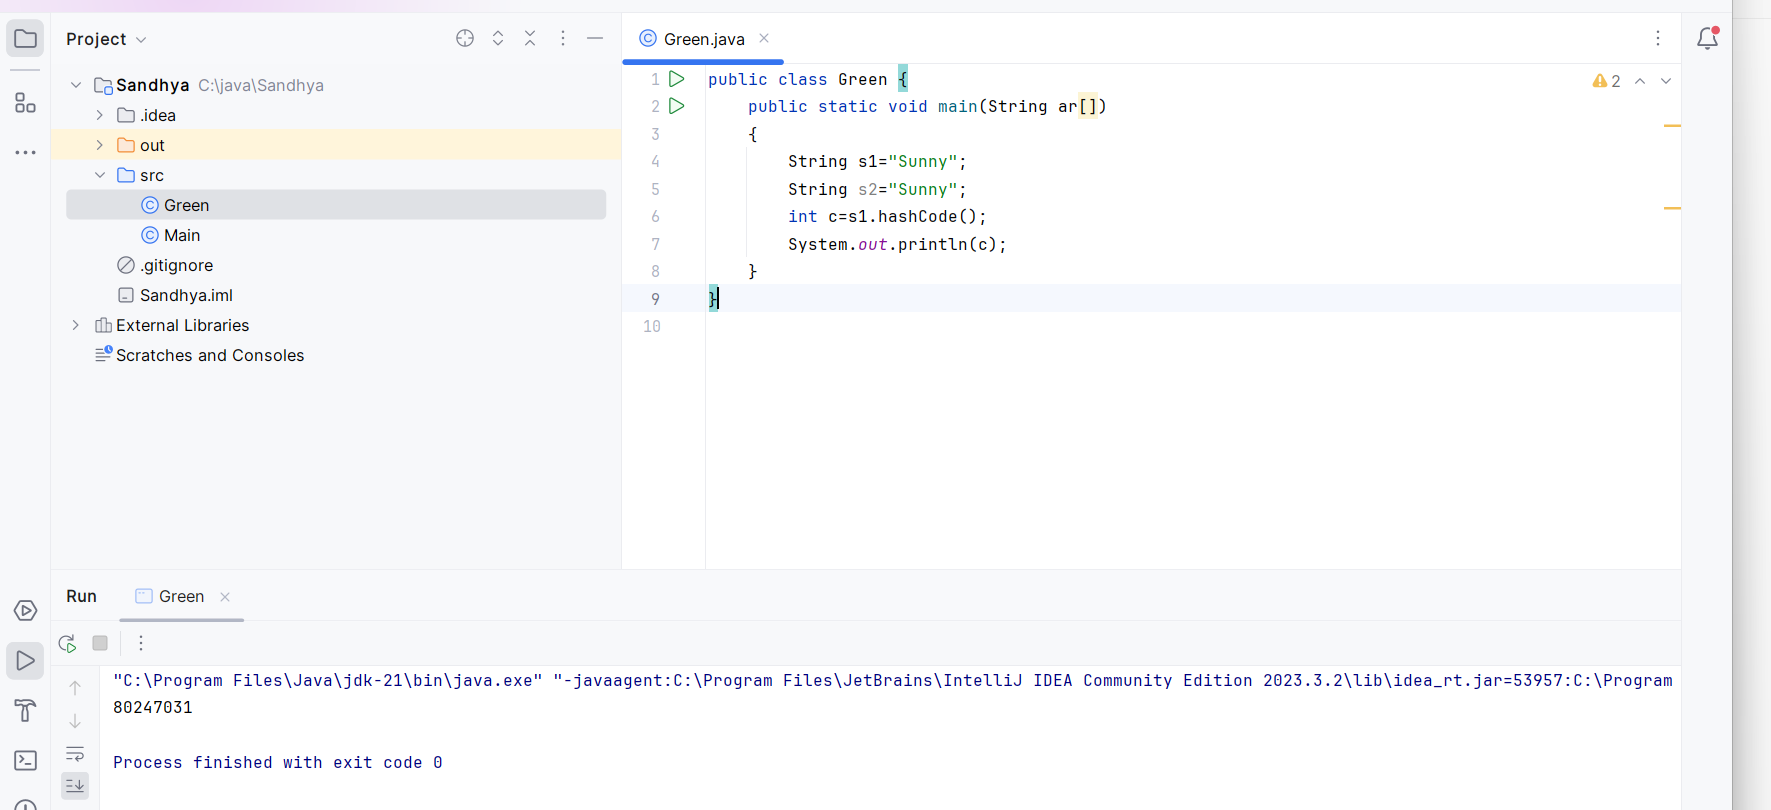 Project
Sandhya C:\java\Sandhya
.idea
out
src
Green
Main
.gitignore
Sandhya.iml
External Libraries
Scratches and Consoles
Green.java
2
1 public class Green {
2 public static void main(String ar[])
3 {
4 String s1="Sunny";
5 String s2="Sunny";
6 int c=s1.hashCode();
7 System.out.println(c);
8 }
9 }
10
Run Green
"C:\Program Files\Java\jdk-21\bin\java.exe" "-javaagent:C:\Program Files\JetBrains\IntelliJ IDEA Community Edition 2023.3.2\lib\idea_rt.jar=53957:C:\Program
80247031
Process finished with exit code 0